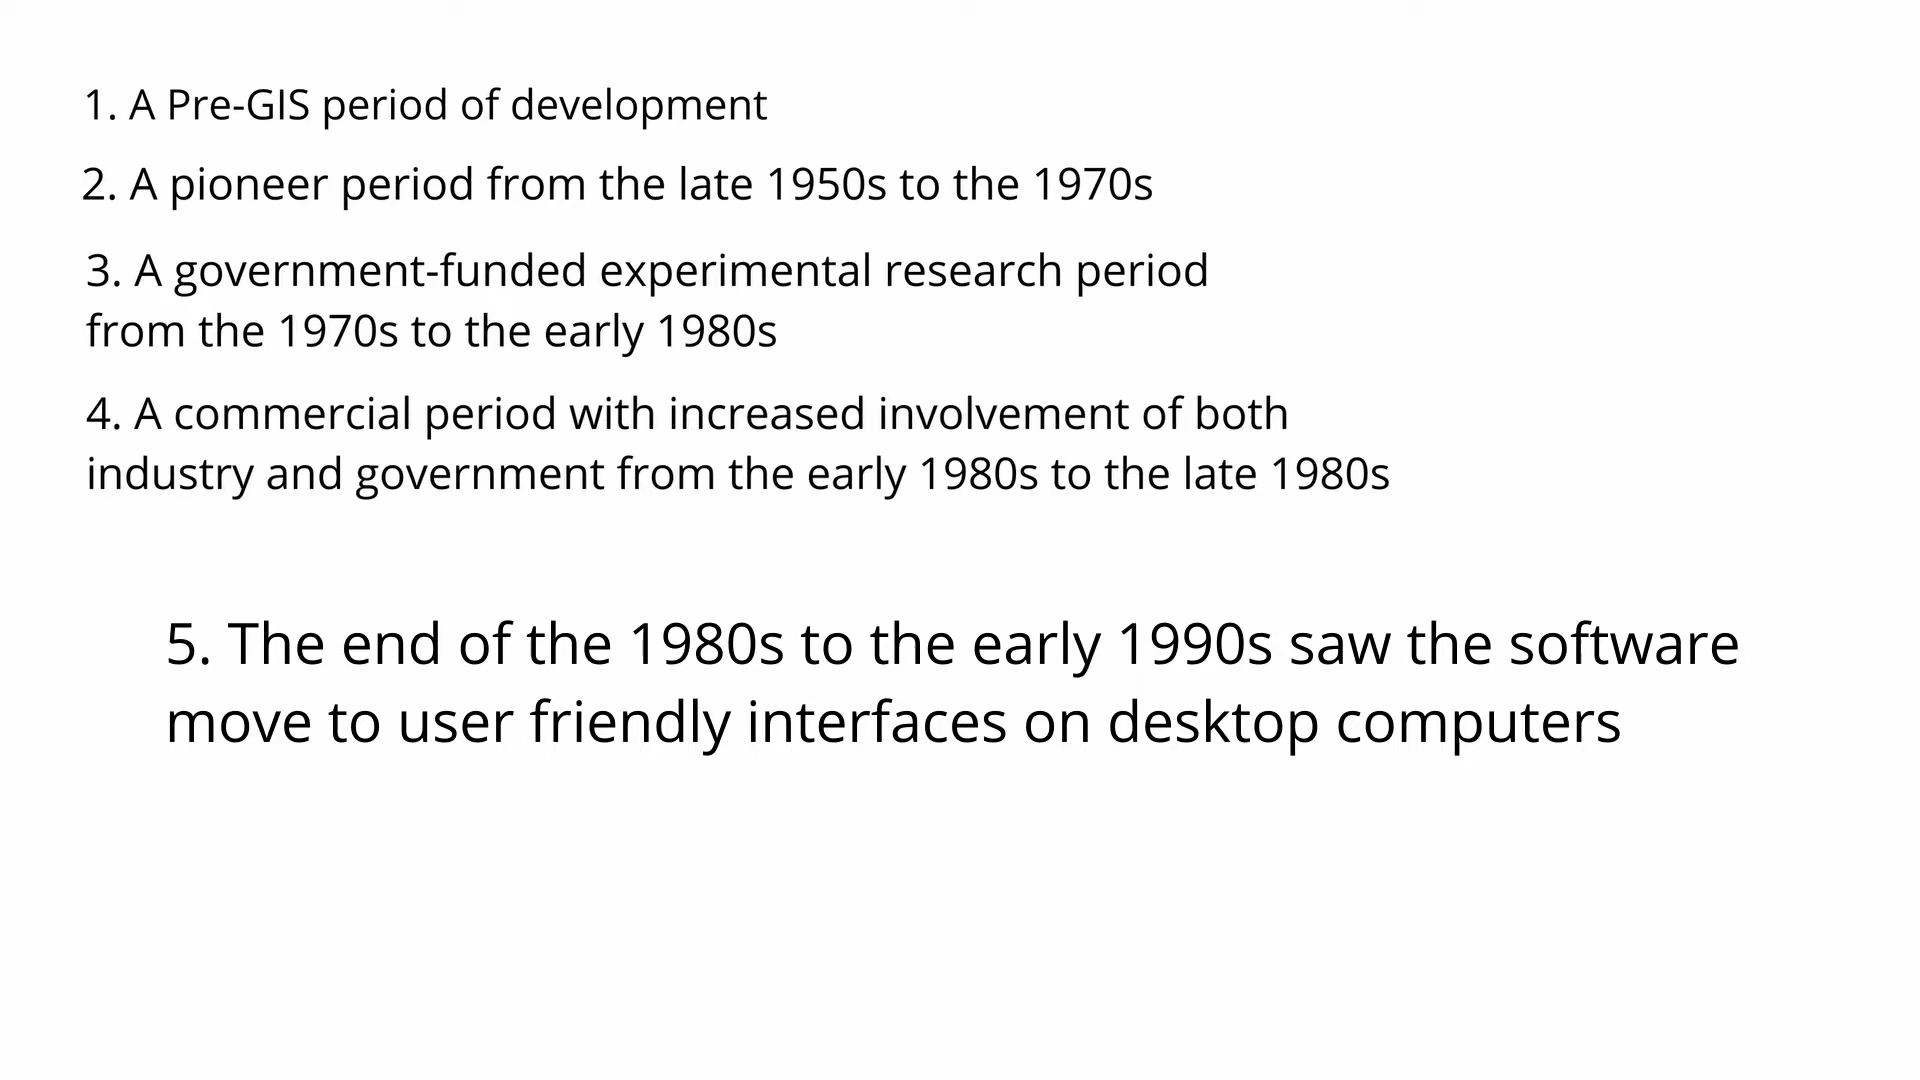 1. A Pre-GIS period of development
2. A pioneer period from the late 1950s to the 1970s
3. A government-funded experimental research period
from the 1970s to the early 1980s
4. A commercial period with increased involvement of both
industry and government from the early 1980s to the late 1980s
5. The end of the 1980s to the early 1990s saw the software
move to user friendly interfaces on desktop computers